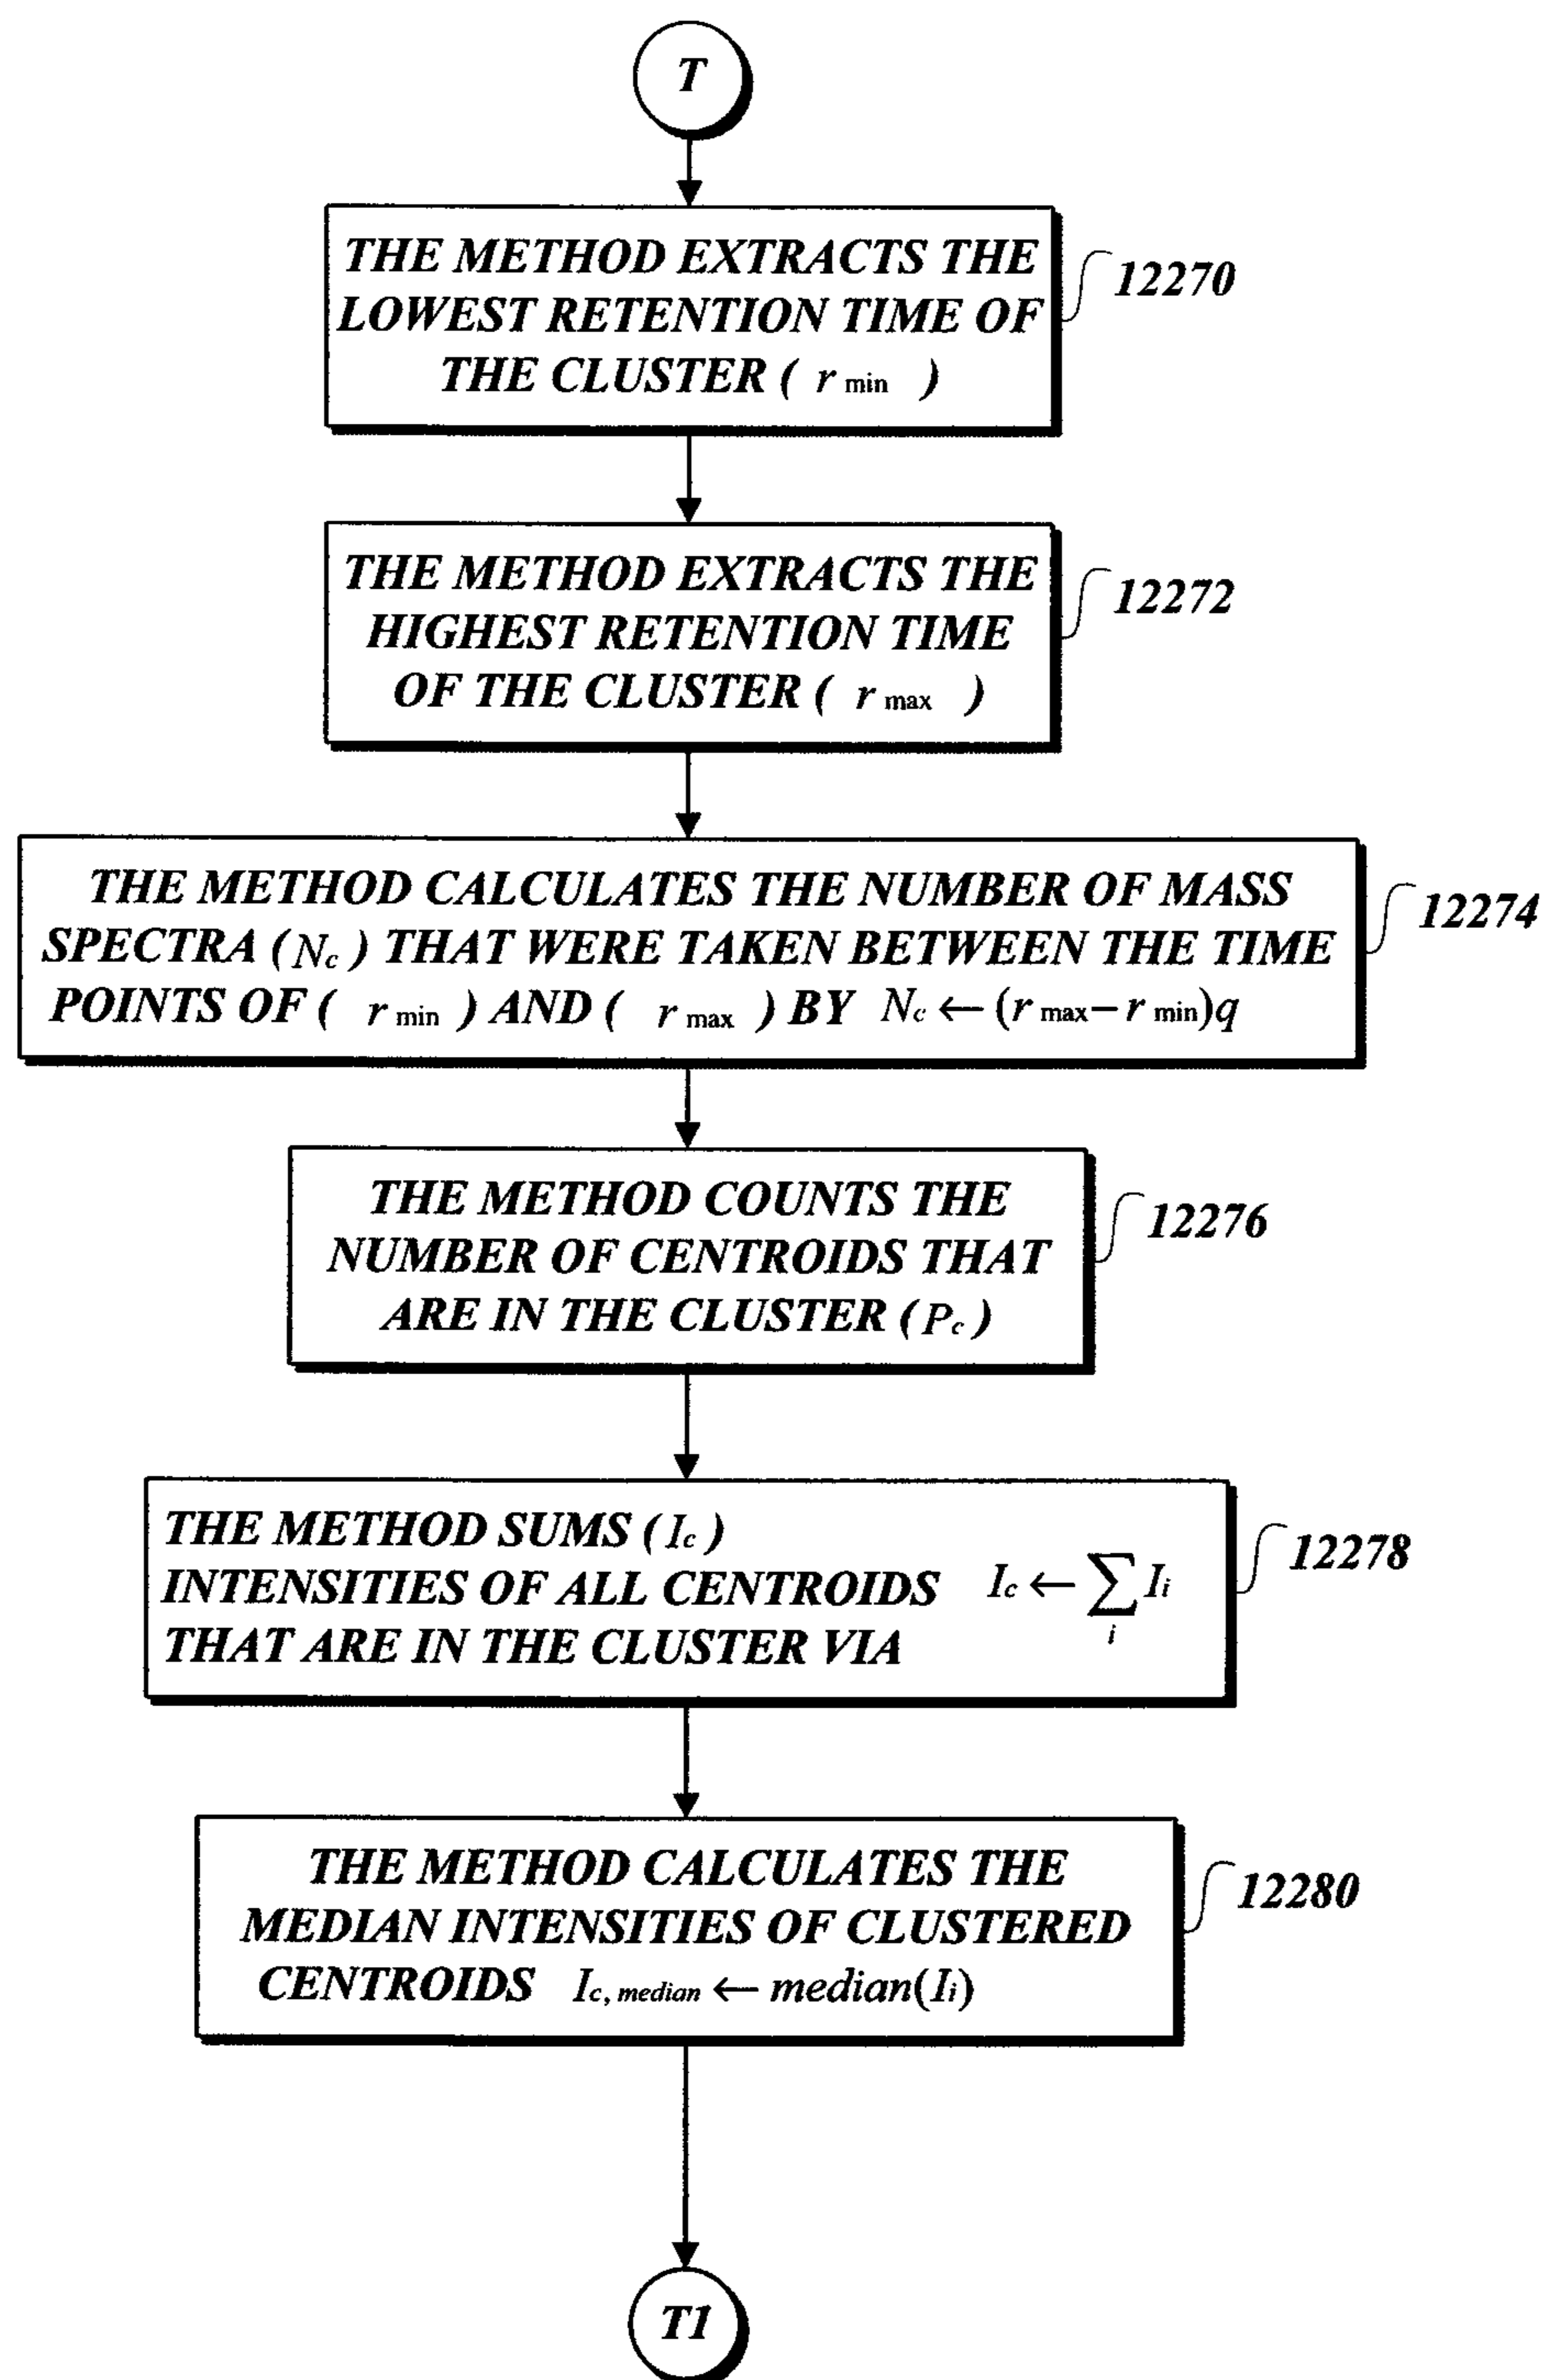 T
THE METHOD EXTRACTS THE
LOWEST RETENTION TIME OF
THE CLUSTER ( r min )
12270
THE METHOD EXTRACTS THE
HIGHEST RETENTION TIME
OF THE CLUSTER ( r max )
12272
THE METHOD CALCULATES THE NUMBER OF MASS
SPECTRA (Nc) THAT WERE TAKEN BETWEEN THE TIME
POINTS OF ( r min ) AND ( r max ) BY Nc ← (r max − r min)q
12274
THE METHOD COUNTS THE
NUMBER OF CENTROIDS THAT
ARE IN THE CLUSTER (Pc)
12276
THE METHOD SUMS (Ic)
INTENSITIES OF ALL CENTROIDS
THAT ARE IN THE CLUSTER VIA
Ic ← ∑i Ii
12278
THE METHOD CALCULATES THE
MEDIAN INTENSITIES OF CLUSTERED
CENTROIDS Ic, median ← median(Ii)
12280
T1